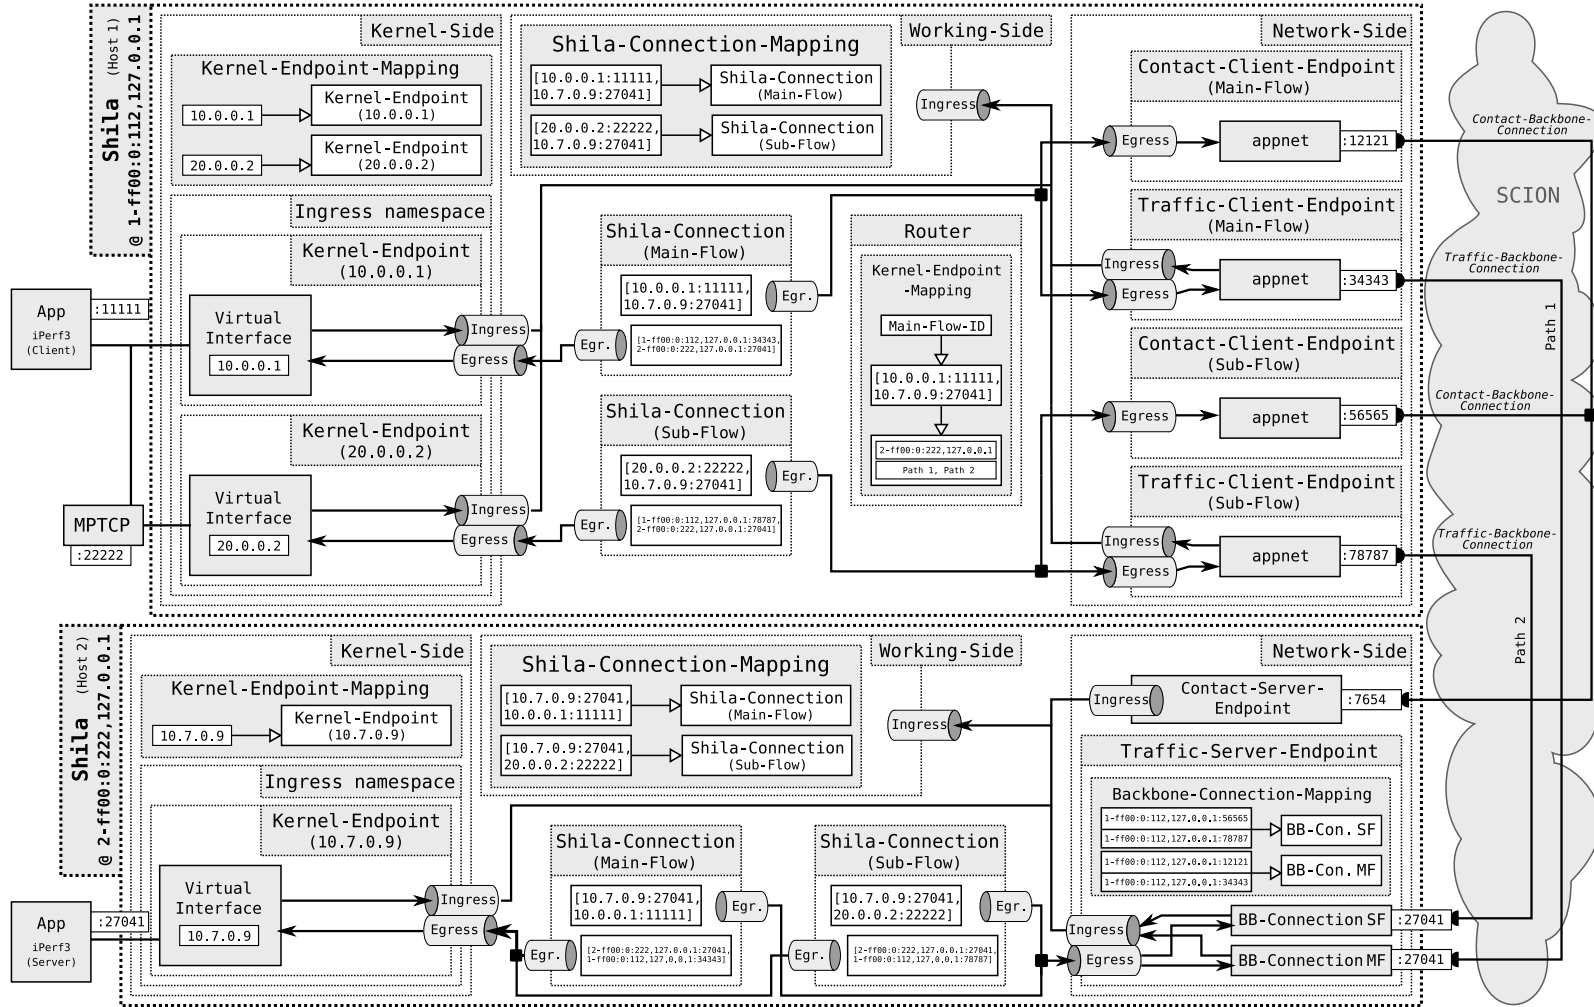 Shila (Host 1)
@ 1-ff00:0:112,127.0.0.1
Kernel-Side
Kernel-Endpoint-Mapping
10.0.0.1
Kernel-Endpoint
(10.0.0.1)
20.0.0.2
Kernel-Endpoint
(20.0.0.2)
Ingress namespace
Kernel-Endpoint
(10.0.0.1)
Virtual
Interface
10.0.0.1
Ingress
Egress
Kernel-Endpoint
(20.0.0.2)
Virtual
Interface
20.0.0.2
Ingress
Egress
App
iPerf3
(Client)
:11111
MPTCP
:22222
Working-Side
Shila-Connection-Mapping
[10.0.0.1:11111,
10.7.0.9:27041]
Shila-Connection
(Main-Flow)
[20.0.0.2:22222,
10.7.0.9:27041]
Shila-Connection
(Sub-Flow)
Ingress
Shila-Connection
(Main-Flow)
[10.0.0.1:11111,
10.7.0.9:27041]
Egr.
Egr.
[1-ff00:0:112,127.0.0.1:34343,
2-ff00:0:222,127.0.0.1:27041]
Shila-Connection
(Sub-Flow)
[20.0.0.2:22222,
10.7.0.9:27041]
Egr.
Egr.
[1-ff00:0:112,127.0.0.1:78787,
2-ff00:0:222,127.0.0.1:27041]
Router
Kernel-Endpoint
-Mapping
Main-Flow-ID
[10.0.0.1:11111,
10.7.0.9:27041]
2-ff00:0:222,127.0.0.1
Path 1, Path 2
Network-Side
Contact-Client-Endpoint
(Main-Flow)
Egress
appnet
:12121
Traffic-Client-Endpoint
(Main-Flow)
Ingress
Egress
appnet
:34343
Contact-Client-Endpoint
(Sub-Flow)
Egress
appnet
:56565
Traffic-Client-Endpoint
(Sub-Flow)
Ingress
Egress
appnet
:78787
Contact-Backbone-
Connection
SCION
Traffic-Backbone-
Connection
Path 1
Contact-Backbone-
Connection
Traffic-Backbone-
Connection
Path 2
Shila (Host 2)
@ 2-ff00:0:222,127.0.0.1
Kernel-Side
Kernel-Endpoint-Mapping
10.7.0.9
Kernel-Endpoint
(10.7.0.9)
Ingress namespace
Kernel-Endpoint
(10.7.0.9)
Virtual
Interface
10.7.0.9
Ingress
Egress
App
iPerf3
(Server)
:27041
Working-Side
Shila-Connection-Mapping
[10.7.0.9:27041,
10.0.0.1:11111]
Shila-Connection
(Main-Flow)
[10.7.0.9:27041,
20.0.0.2:22222]
Shila-Connection
(Sub-Flow)
Ingress
Shila-Connection
(Main-Flow)
[10.7.0.9:27041,
10.0.0.1:11111]
Egr.
Egr.
[2-ff00:0:222,127.0.0.1:27041,
1-ff00:0:112,127.0.0.1:34343]
Shila-Connection
(Sub-Flow)
[10.7.0.9:27041,
20.0.0.2:22222]
Egr.
Egr.
[2-ff00:0:222,127.0.0.1:27041,
1-ff00:0:112,127.0.0.1:78787]
Network-Side
Ingress
Contact-Server-
Endpoint
:7654
Traffic-Server-Endpoint
Backbone-Connection-Mapping
1-ff00:0:112,127.0.0.1:56565
1-ff00:0:112,127.0.0.1:78787
BB-Con. SF
1-ff00:0:112,127.0.0.1:12121
1-ff00:0:112,127.0.0.1:34343
BB-Con. MF
Ingress
Egress
BB-Connection SF
:27041
BB-Connection MF
:27041